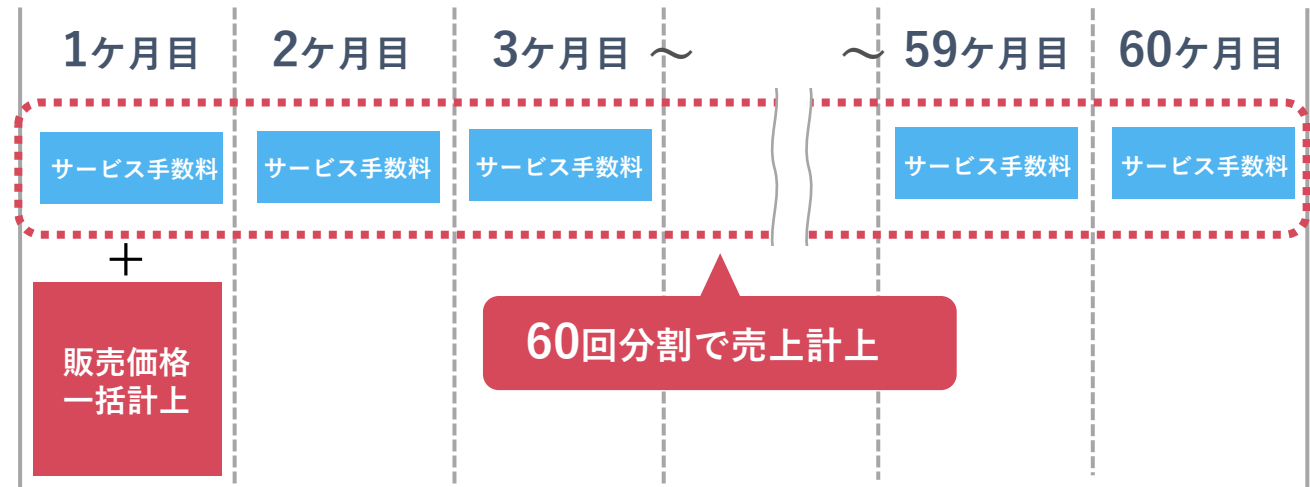 1ケ月目 2ケ月目 3ケ月目 〜 〜 59ケ月目 60ケ月目
サービス手数料 サービス手数料 サービス手数料 サービス手数料 サービス手数料
+
60回分割で売上計上
販売価格
一括計上